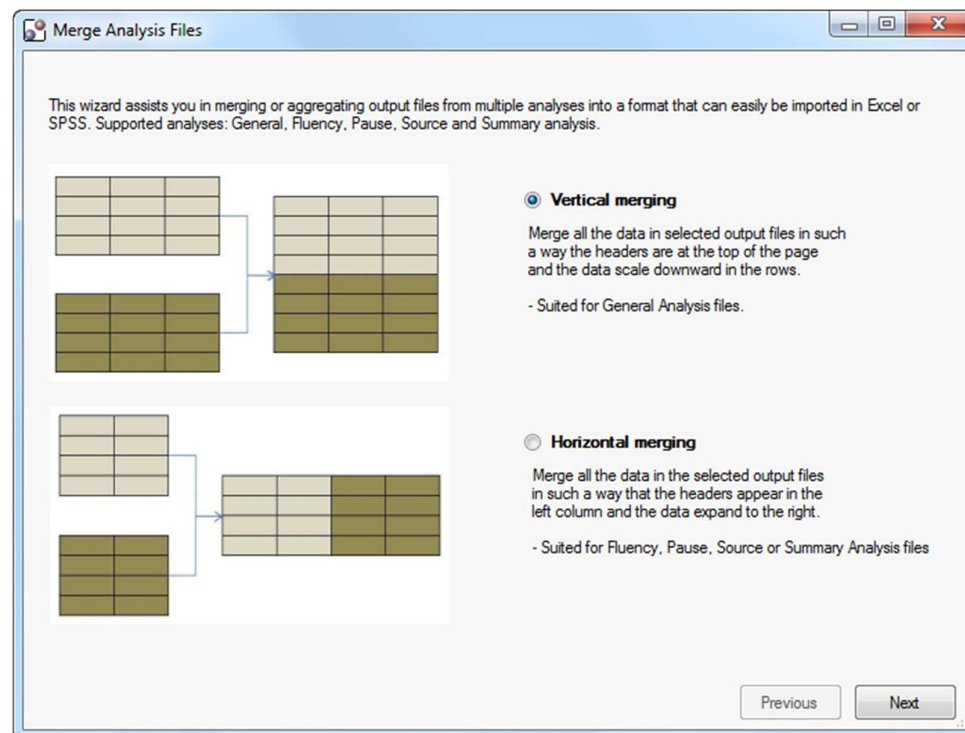 Merge Analysis Files
This wizard assists you in merging or aggregating output files from multiple analyses into a format that can easily be imported in Excel or
SPSS. Supported analyses: General, Fluency, Pause, Source and Summary analysis.
Vertical merging
Merge all the data in selected output files in such
a way the headers are at the top of the page
and the data scale downward in the rows.
- Suited for General Analysis files.
Horizontal merging
Merge all the data in the selected output files
in such a way that the headers appear in the
left column and the data expand to the right.
- Suited for Fluency, Pause, Source or Summary Analysis files
Previous
Next